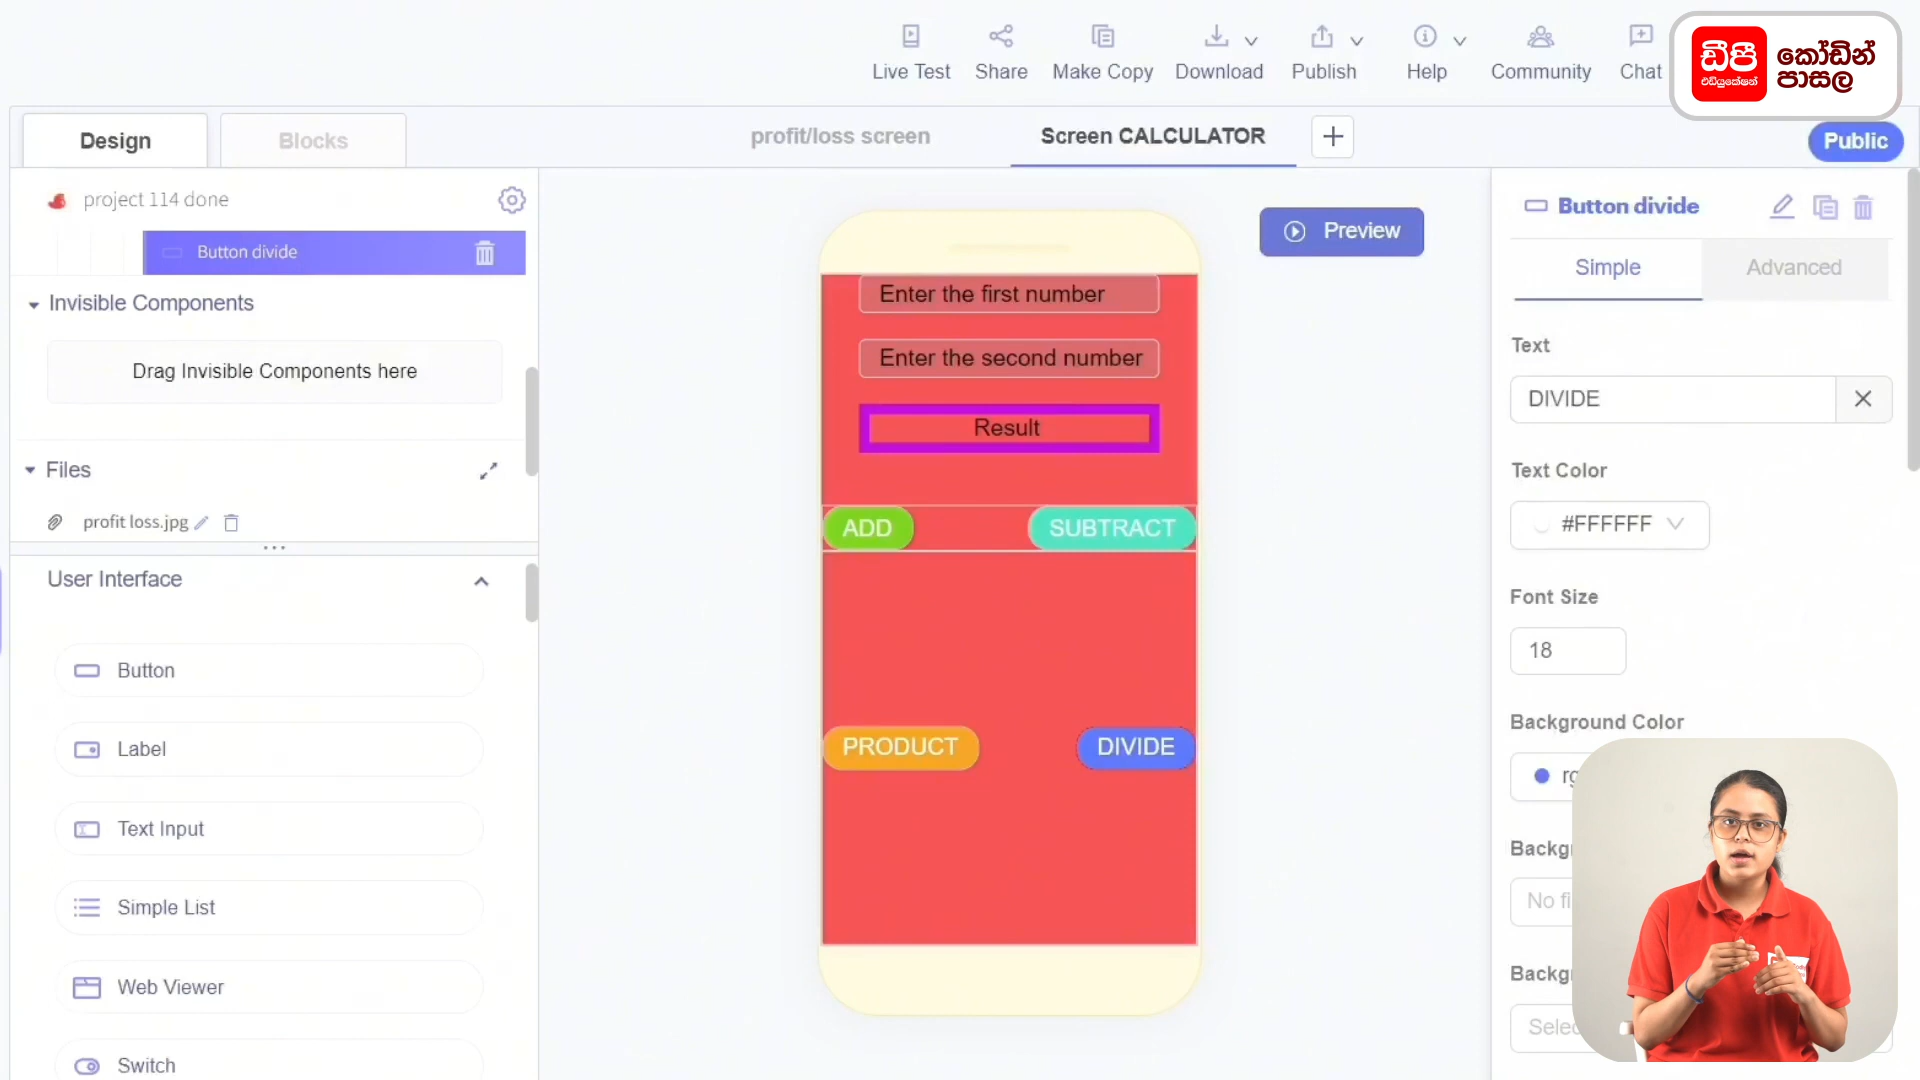 Live Test
Share
Make Copy
Download
Publish
Help
Community
Chat
ඩීපී
එඩියුකේෂන්
කෝඩින්
පාසල
Design
Blocks
profit/loss screen
Screen CALCULATOR
Public
project 114 done
Button divide
Invisible Components
Drag Invisible Components here
Files
profit loss.jpg
User Interface
Button
Label
Text Input
Simple List
Web Viewer
Switch
Preview
Enter the first number
Enter the second number
Result
ADD
SUBTRACT
PRODUCT
DIVIDE
Button divide
Simple
Advanced
Text
DIVIDE
Text Color
#FFFFFF
Font Size
18
Background Color